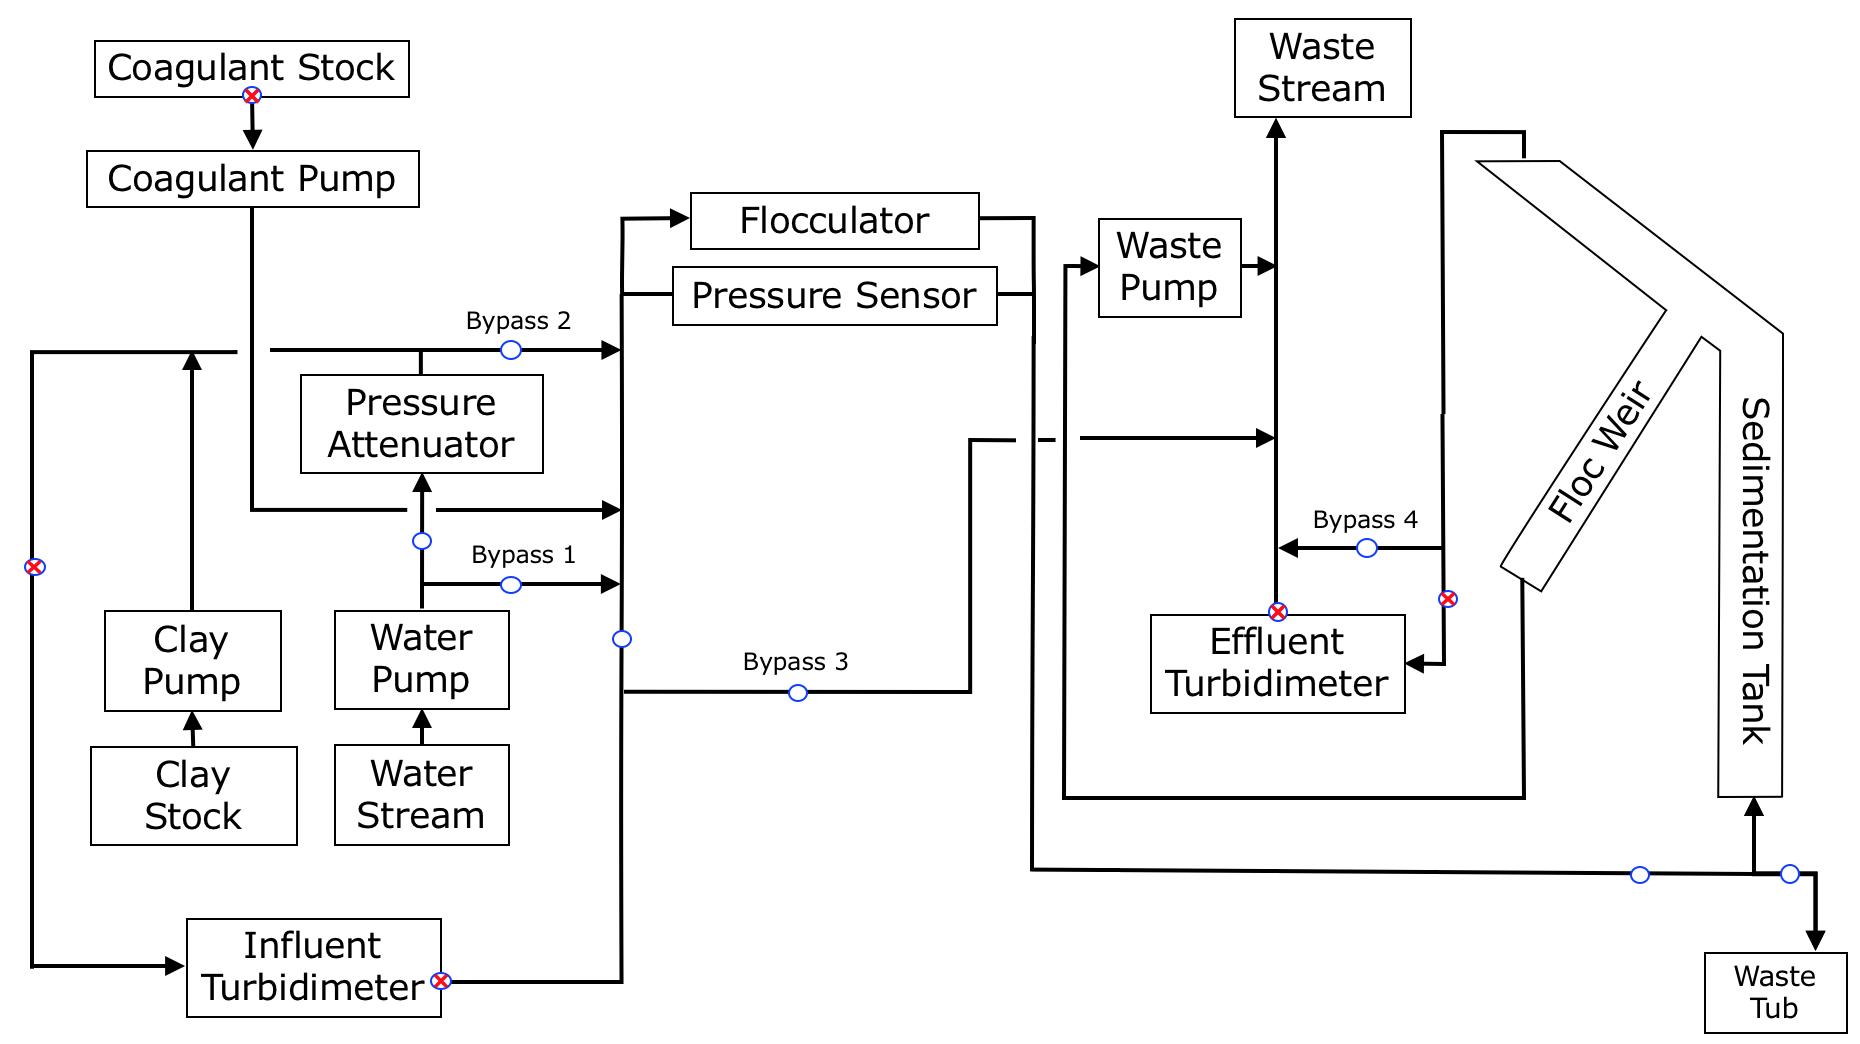 Coagulant Stock
Coagulant Pump
Waste
Stream
Flocculator
Pressure Sensor
Waste
Pump
Bypass 2
Pressure
Attenuator
Bypass 1
Clay
Pump
Water
Pump
Clay
Stock
Water
Stream
Influent
Turbidimeter
Bypass 3
Bypass 4
Effluent
Turbidimeter
Floc Weir
Sedimentation Tank
Waste
Tub